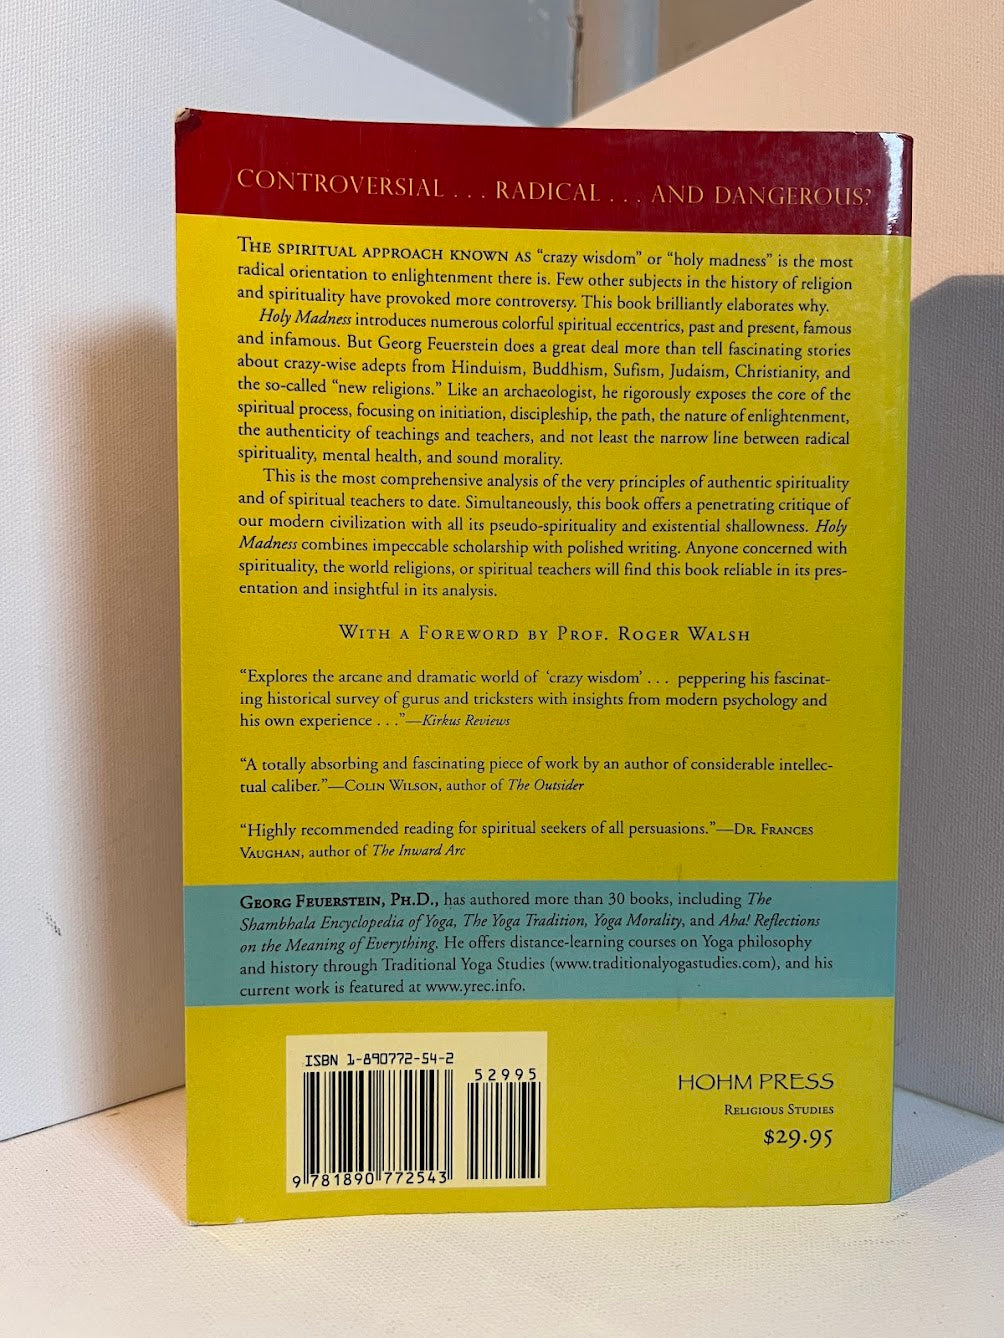 CONTROVERSIAL . . . RADICAL . . . AND DANGEROUS?
THE SPIRITUAL APPROACH KNOWN AS “crazy wisdom” or “holy madness” is the most
radical orientation to enlightenment there is. Few other subjects in the history of religion
and spirituality have provoked more controversy. This book brilliantly elaborates why.
Holy Madness introduces numerous colorful spiritual eccentrics, past and present, famous
and infamous. But Georg Feuerstein does a great deal more than tell fascinating stories
about crazy-wise adepts from Hinduism, Buddhism, Sufism, Judaism, Christianity, and
the so-called “new religions.” Like an archaeologist, he rigorously exposes the core of the
spiritual process, focusing on initiation, discipleship, the path, the nature of enlightenment,
the authenticity of teachings and teachers, and not least the narrow line between radical
spirituality, mental health, and sound morality.
This is the most comprehensive analysis of the very principles of authentic spirituality
and of spiritual teachers to date. Simultaneously, this book offers a penetrating critique of
our modern civilization with all its pseudo-spirituality and existential shallowness. Holy
Madness combines impeccable scholarship with polished writing. Anyone concerned with
spirituality, the world religions, or spiritual teachers will find this book reliable in its pres-
entation and insightful in its analysis.
WITH A FOREWORD BY PROF. ROGER WALSH
“Explores the arcane and dramatic world of ‘crazy wisdom’ . . . peppering his fascinat-
ing historical survey of gurus and tricksters with insights from modern psychology and
his own experience . . .”—Kirkus Reviews
“A totally absorbing and fascinating piece of work by an author of considerable intellec-
tual caliber.”—COLIN WILSON, author of The Outsider
“Highly recommended reading for spiritual seekers of all persuasions.”—DR. FRANCES
VAUGHAN, author of The Inward Arc
GEORG FEUERSTEIN, PH.D., has authored more than 30 books, including The
Shambhala Encyclopedia of Yoga, The Yoga Tradition, Yoga Morality, and Aha! Reflections
on the Meaning of Everything. He offers distance-learning courses on Yoga philosophy
and history through Traditional Yoga Studies (www.traditionalyogastudies.com), and his
current work is featured at www.yrec.info.
ISBN 1-890772-54-2
52995
9 781890 772543
HOHM PRESS
RELIGIOUS STUDIES
$29.95